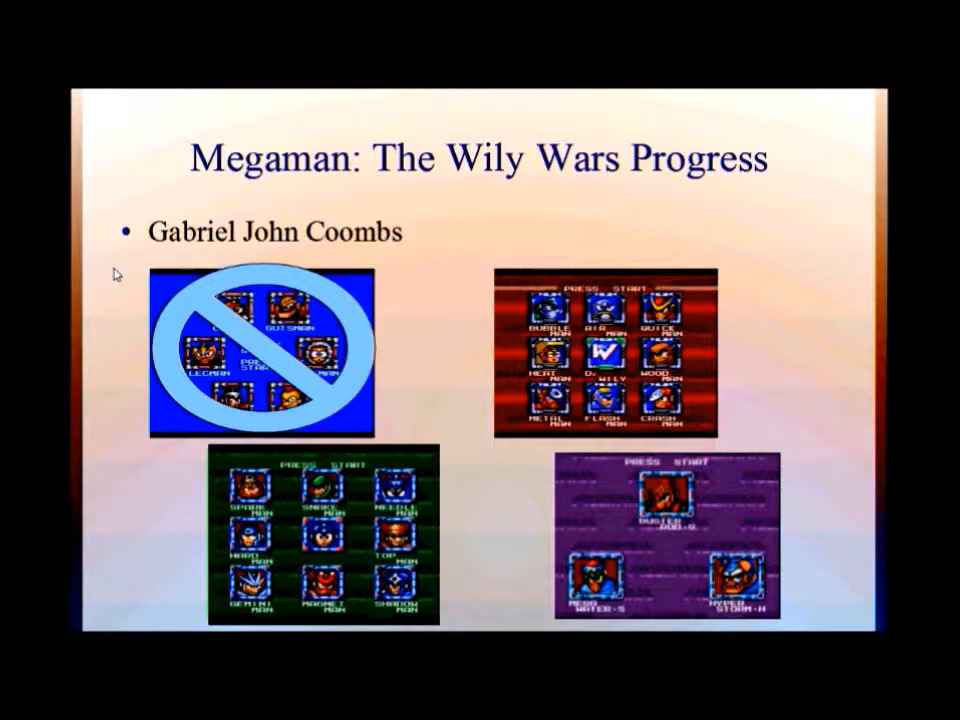 Megaman: The Wily Wars Progress
• Gabriel John Coombs
GUTSMAN
LECMAN
MAN
PRESS START
BUBBLE MAN AIR MAN QUICK MAN
HEAT MAN DR. WILY WOOD MAN
METAL MAN FLASH MAN CRASH MAN
PRESS START
SPARK MAN SNAKE MAN NEEDLE MAN
HARD MAN TOP MAN
GEMINI MAN MAGNET MAN SHADOW MAN
PRESS START
BUSTER ROD-G
MEGA WATER-S HYPER STORM-H